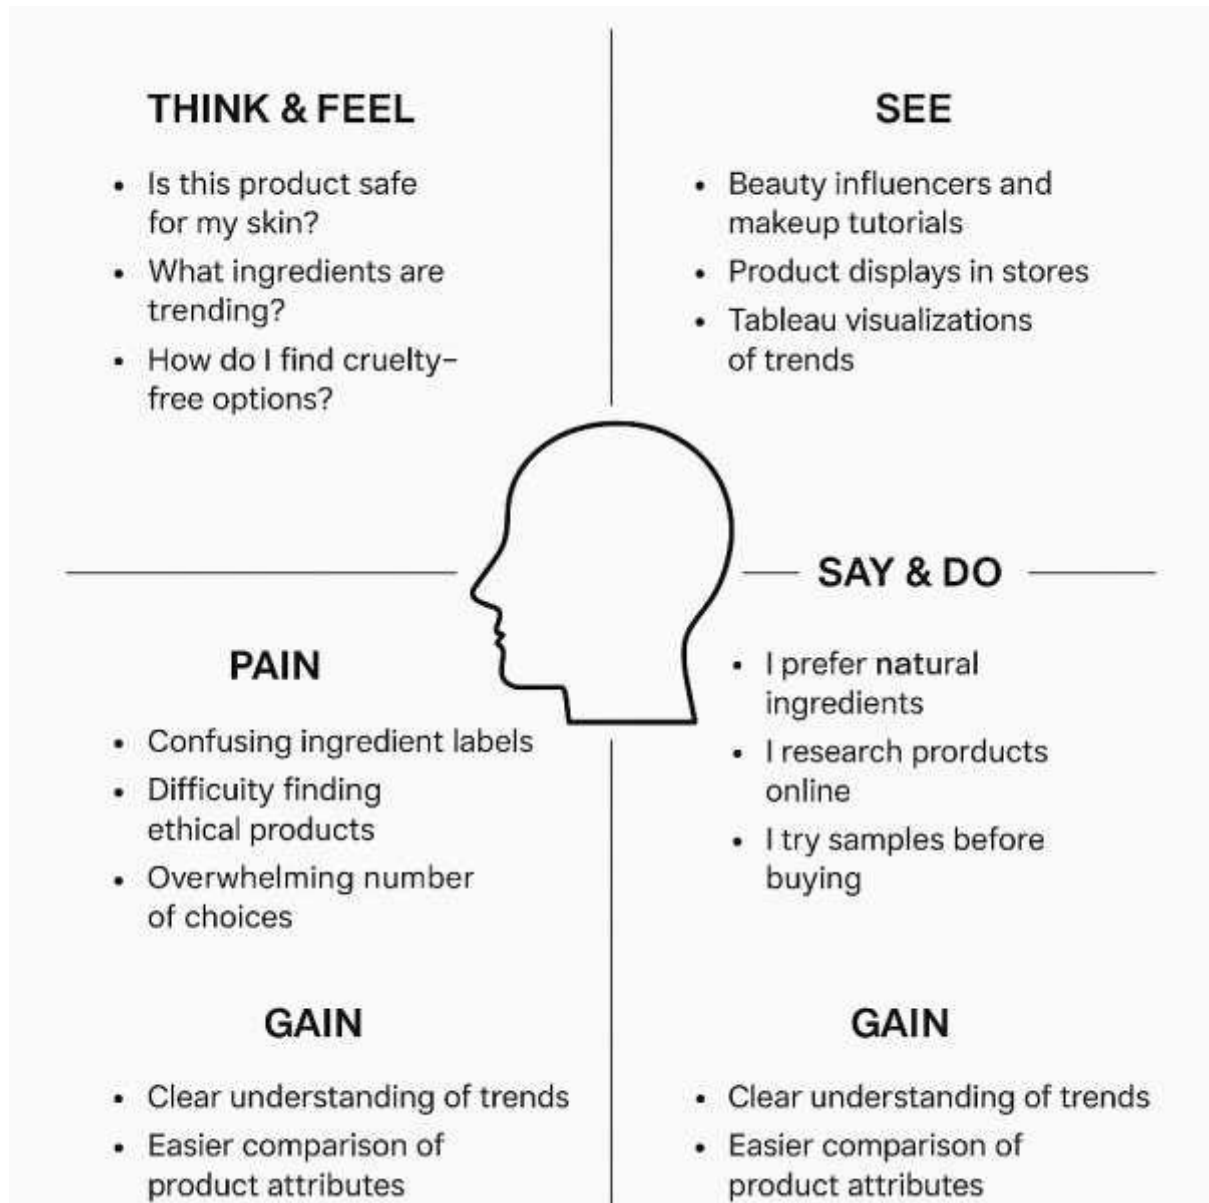 THINK & FEEL
• Is this product safe
for my skin?
• What ingredients are
trending?
• How do I find cruelty-
free options?
SEE
• Beauty influencers and
makeup tutorials
• Product displays in stores
• Tableau visualizations
of trends
PAIN
• Confusing ingredient labels
• Difficuity finding
ethical products
• Overwhelming number
of choices
SAY & DO
• I prefer natural
ingredients
• I research prorducts
online
• I try samples before
buying
GAIN
• Clear understanding of trends
• Easier comparison of
product attributes
GAIN
• Clear understanding of trends
• Easier comparison of
product attributes